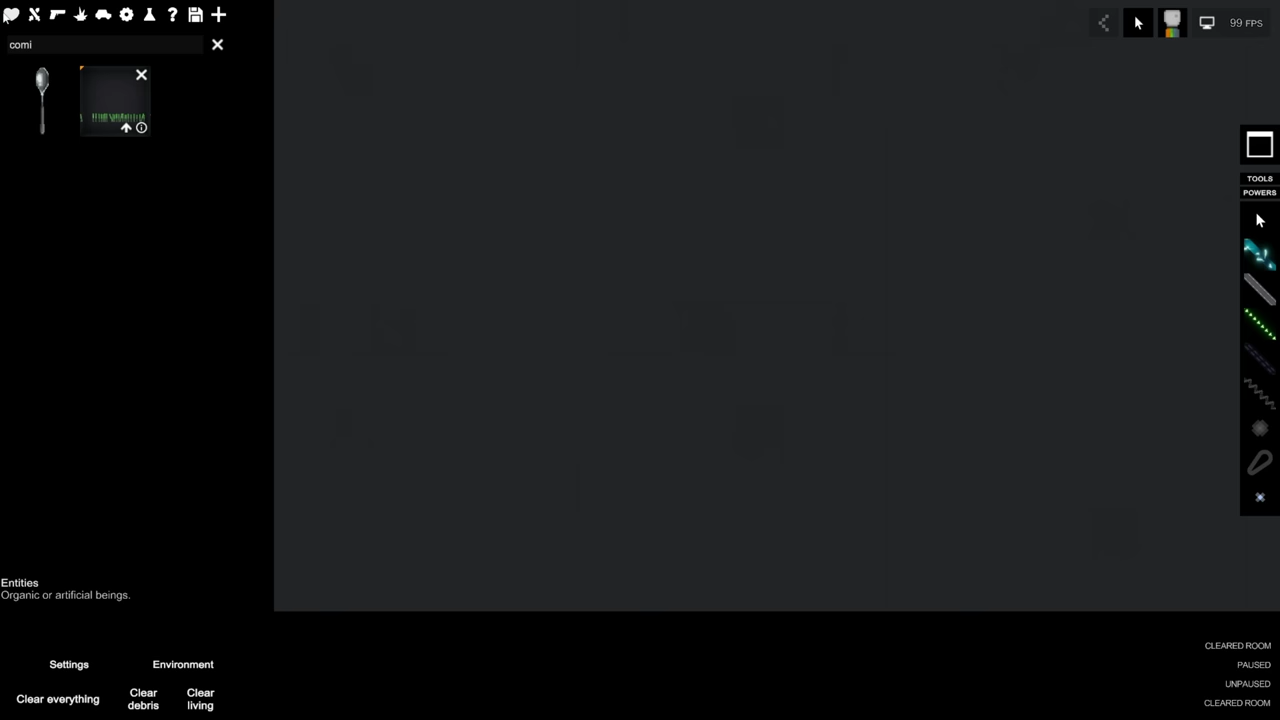 99 FPS
comi
TOOLS
POWERS
Entities
Organic or artificial beings.
Settings
Environment
Clear everything
Clear
debris
Clear
living
CLEARED ROOM
PAUSED
UNPAUSED
CLEARED ROOM